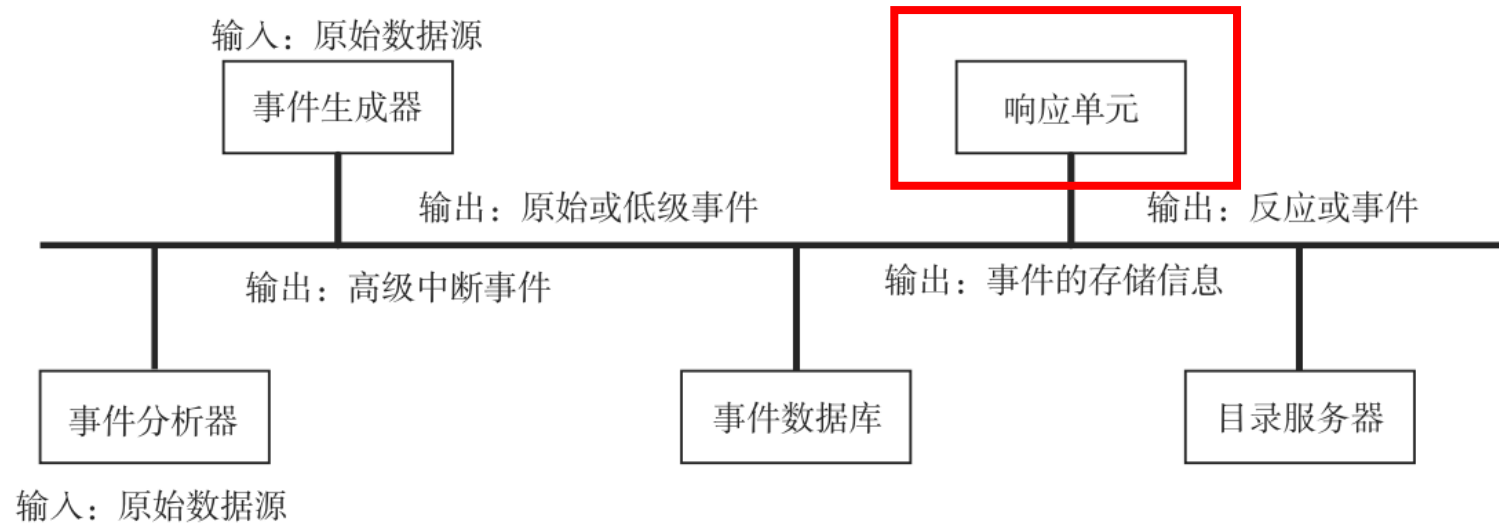 输入：原始数据源
事件生成器
响应单元
输出：原始或低级事件
输出：反应或事件
输出：高级中断事件
输出：事件的存储信息
事件分析器
事件数据库
目录服务器
输入：原始数据源